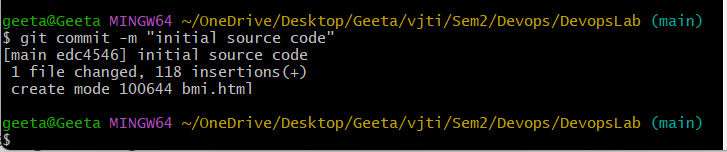 geeta@Geeta MINGW64 ~/OneDrive/Desktop/Geeta/vjti/Sem2/Devops/DevopsLab (main)
$ git commit -m "initial source code"
[main edc4546] initial source code
 1 file changed, 118 insertions(+)
 create mode 100644 bmi.html
geeta@Geeta MINGW64 ~/OneDrive/Desktop/Geeta/vjti/Sem2/Devops/DevopsLab (main)
$